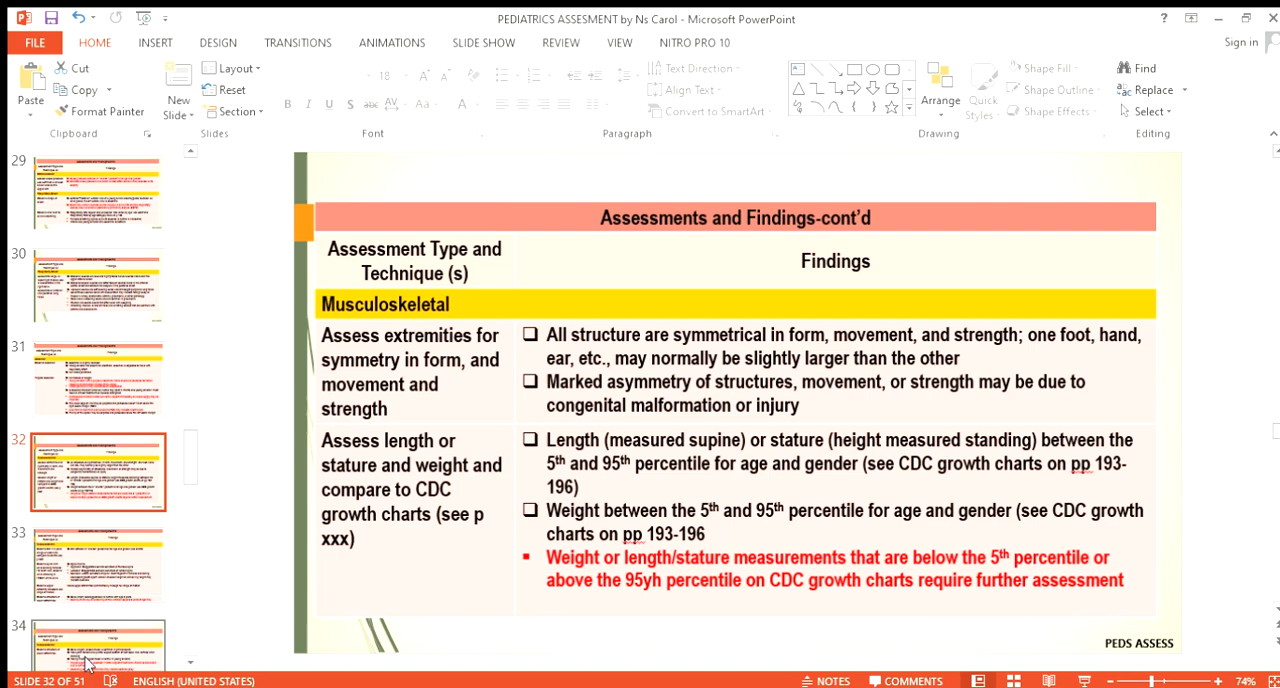 PEDIATRICS ASSESMENT by Ns Carol - Microsoft PowerPoint
FILE HOME INSERT DESIGN TRANSITIONS ANIMATIONS SLIDE SHOW REVIEW VIEW NITRO PRO 10
Sign in
Paste
Cut
Copy
Format Painter
Clipboard
New Slide
Layout
Reset
Section
Slides
18
Font
Text Direction
Align Text
Convert to SmartArt
Paragraph
Arrange
Quick Styles
Shape Fill
Shape Outline
Shape Effects
Drawing
Find
Replace
Select
Editing
29
30
31
32
33
34
Assessments and Findings-cont’d
Assessment Type and
Technique (s)
Findings
Musculoskeletal
Assess extremities for
symmetry in form, and
movement and
strength
All structure are symmetrical in form, movement, and strength; one foot, hand,
ear, etc., may normally be slightly larger than the other
Marked asymmetry of structures, movement, or strength may be due to
congenital malformation or injury
Assess length or
stature and weight and
compare to CDC
growth charts (see p
xxx)
Length (measured supine) or stature (height measured standing) between the
5th and 95th percentile for age and gender (see CDC growth charts on pp 193-
196)
Weight between the 5th and 95th percentile for age and gender (see CDC growth
charts on pp 193-196
Weight or length/stature measurements that are below the 5th percentile or
above the 95yh percentile on CDC growth charts require further assessment
PEDS ASSESS
SLIDE 32 OF 51 ENGLISH (UNITED STATES) NOTES COMMENTS 74%